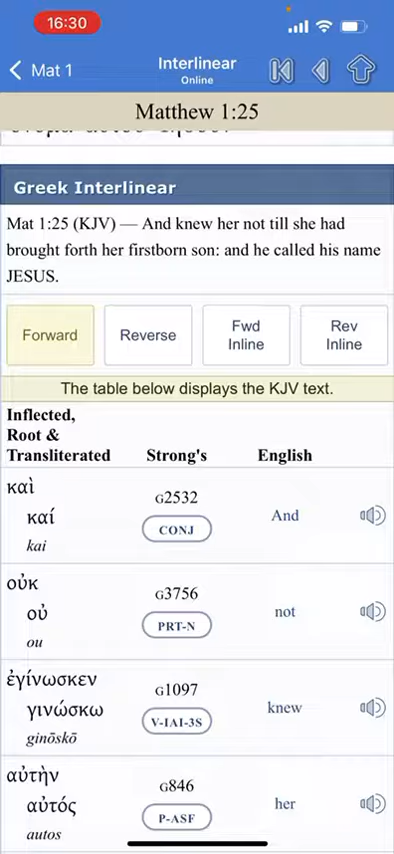 16:30
Mat 1
Interlinear
Online
Matthew 1:25
Greek Interlinear
Mat 1:25 (KJV) — And knew her not till she had
brought forth her firstborn son: and he called his name
JESUS.
Forward
Reverse
Fwd
Inline
Rev
Inline
The table below displays the KJV text.
Inflected,
Root &
Transliterated
Strong's
English
καὶ
καί
kai
G2532
CONJ
And
οὐκ
οὐ
ou
G3756
PRT-N
not
ἐγίνωσκεν
γινώσκω
ginōskō
G1097
V-IAI-3S
knew
αὐτὴν
αὐτός
autos
G846
P-ASF
her